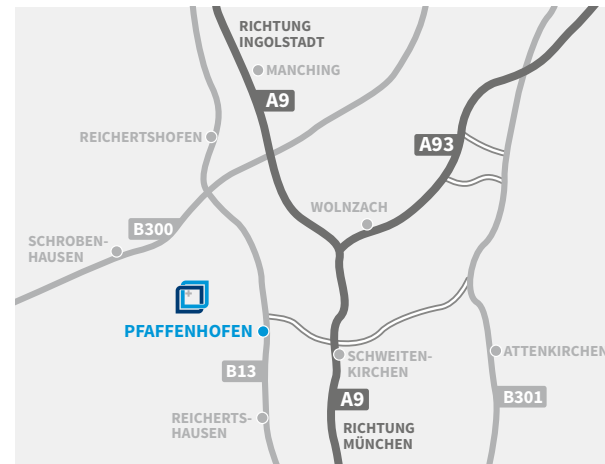 RICHTUNG
INGOLSTADT
MANCHING
A9
REICHERTSHOFEN
A93
WOLNZACH
B300
SCHROBEN-
HAUSEN
PFAFFENHOFEN
SCHWEITEN-
KIRCHEN
ATTENKIRCHEN
B13
A9
B301
REICHERTS-
HAUSEN
RICHTUNG
MÜNCHEN